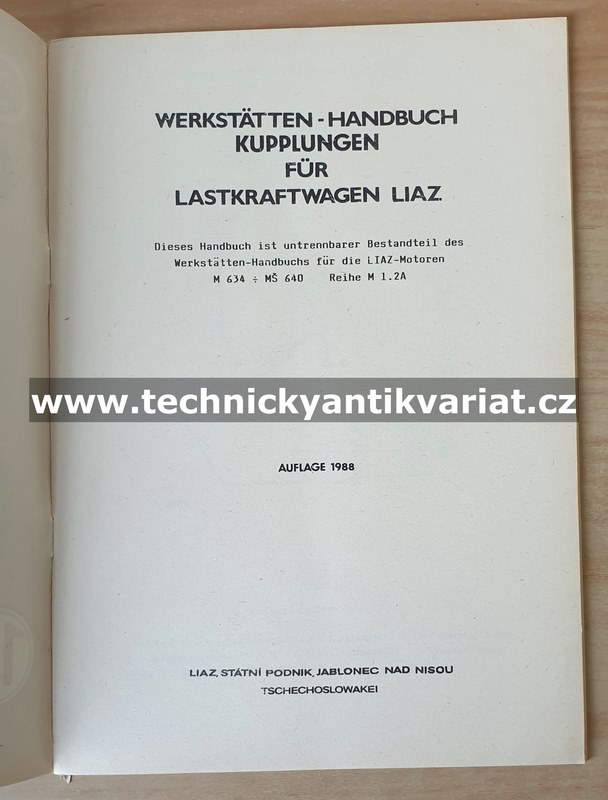 WERKSTÄTTEN-HANDBUCH
KUPPLUNGEN
FÜR
LASTKRAFTWAGEN LIAZ
Dieses Handbuch ist untrennbarer Bestandteil des
Werkstätten-Handbuchs für die LIAZ-Motoren
M 634 ÷ MŠ 640 Reihe M 1.2A
www.technickyantikvariat.cz
AUFLAGE 1988
LIAZ, STÁTNÍ PODNIK, JABLONEC NAD NISOU
TSCHECHOSLOWAKEI